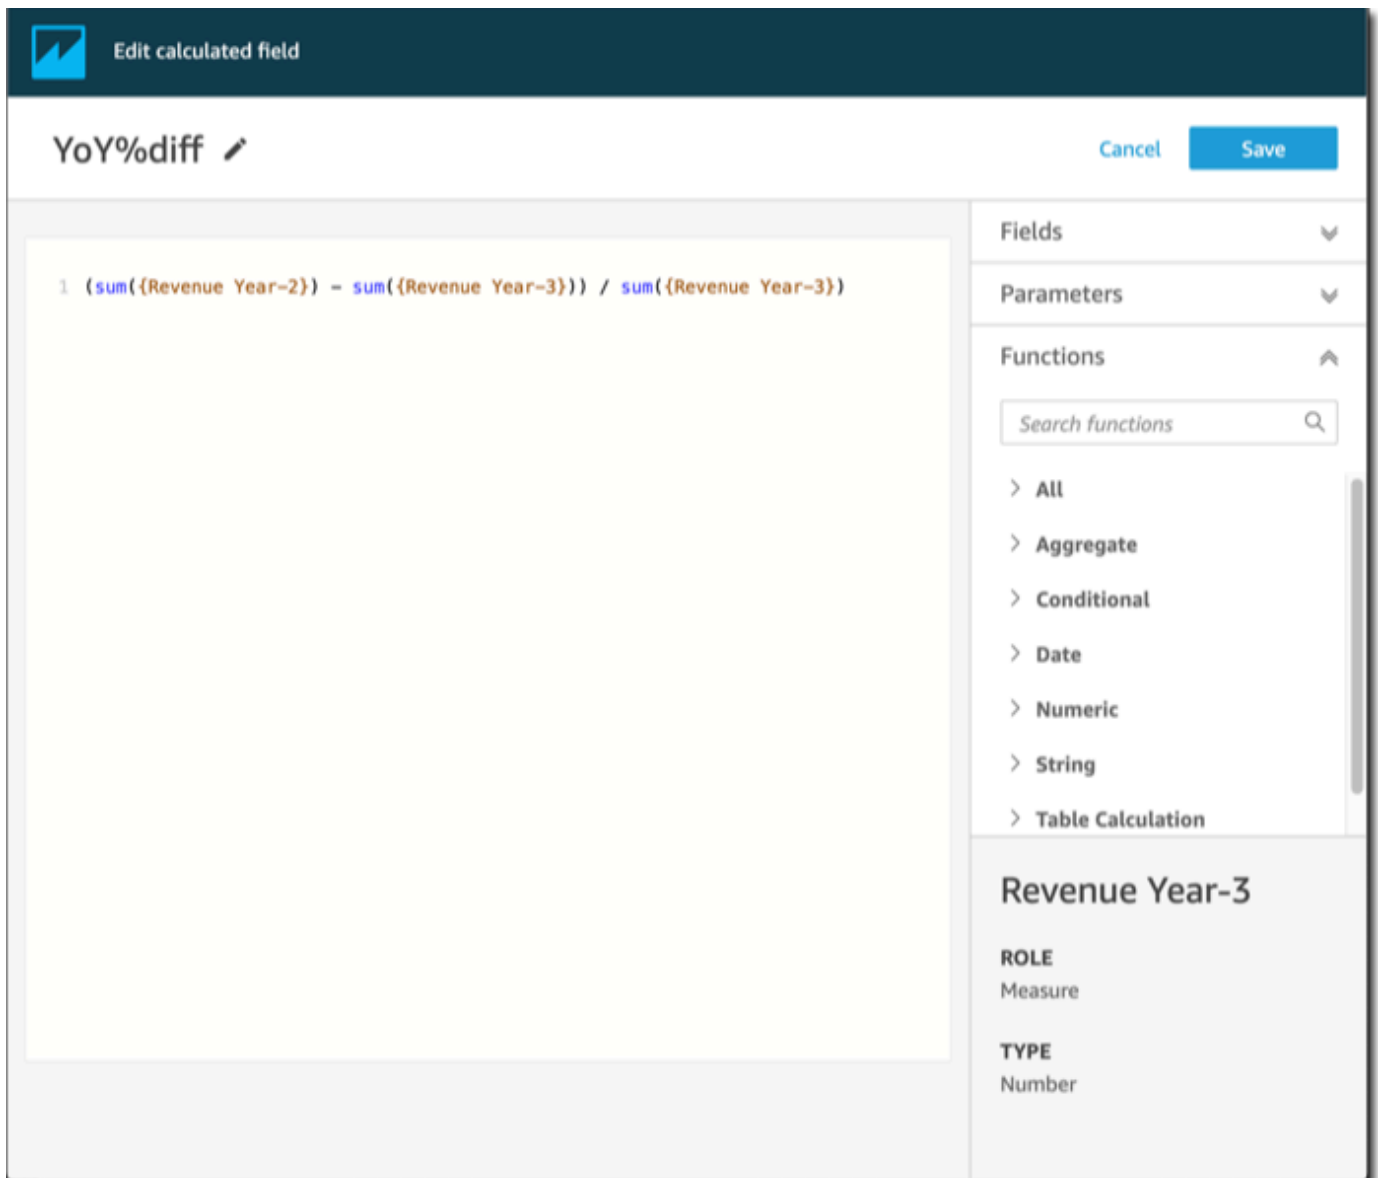 Edit calculated field
YoY%diff
Cancel
Save
1 (sum({Revenue Year-2}) - sum({Revenue Year-3})) / sum({Revenue Year-3})
Fields
Parameters
Functions
Search functions
All
Aggregate
Conditional
Date
Numeric
String
Table Calculation
Revenue Year-3
ROLE
Measure
TYPE
Number